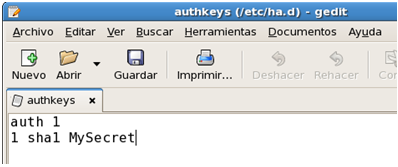 authkeys (/etc/ha.d) - gedit
Archivo Editar Ver Buscar Herramientas Documentos Ayuda
Nuevo Abrir Guardar Imprimir... Deshacer Rehacer
authkeys x
auth 1
1 sha1 MySecret